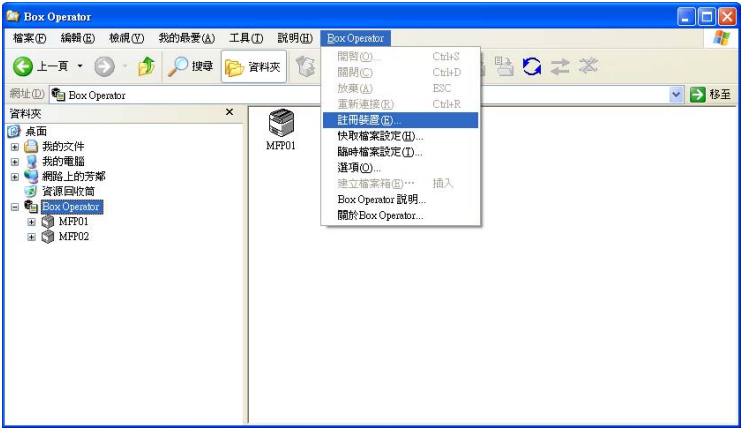 Box Operator
檔案(F) 編輯(E) 檢視(V) 我的最愛(A) 工具(T) 說明(H) Box Operator
上一頁 搜尋 資料夾
網址(D) Box Operator 移至
資料夾
桌面
我的文件
我的電腦
網路上的芳鄰
資源回收筒
Box Operator
MFP01
MFP02
MFP01
開啟(O)... Ctrl+S
關閉(C) Ctrl+D
放棄(A) ESC
重新連接(R) Ctrl+R
註冊裝置(E)...
快取檔案設定(H)...
臨時檔案設定(T)...
選項(O)...
建立檔案箱(B)… 插入
Box Operator 說明...
關於Box Operator...